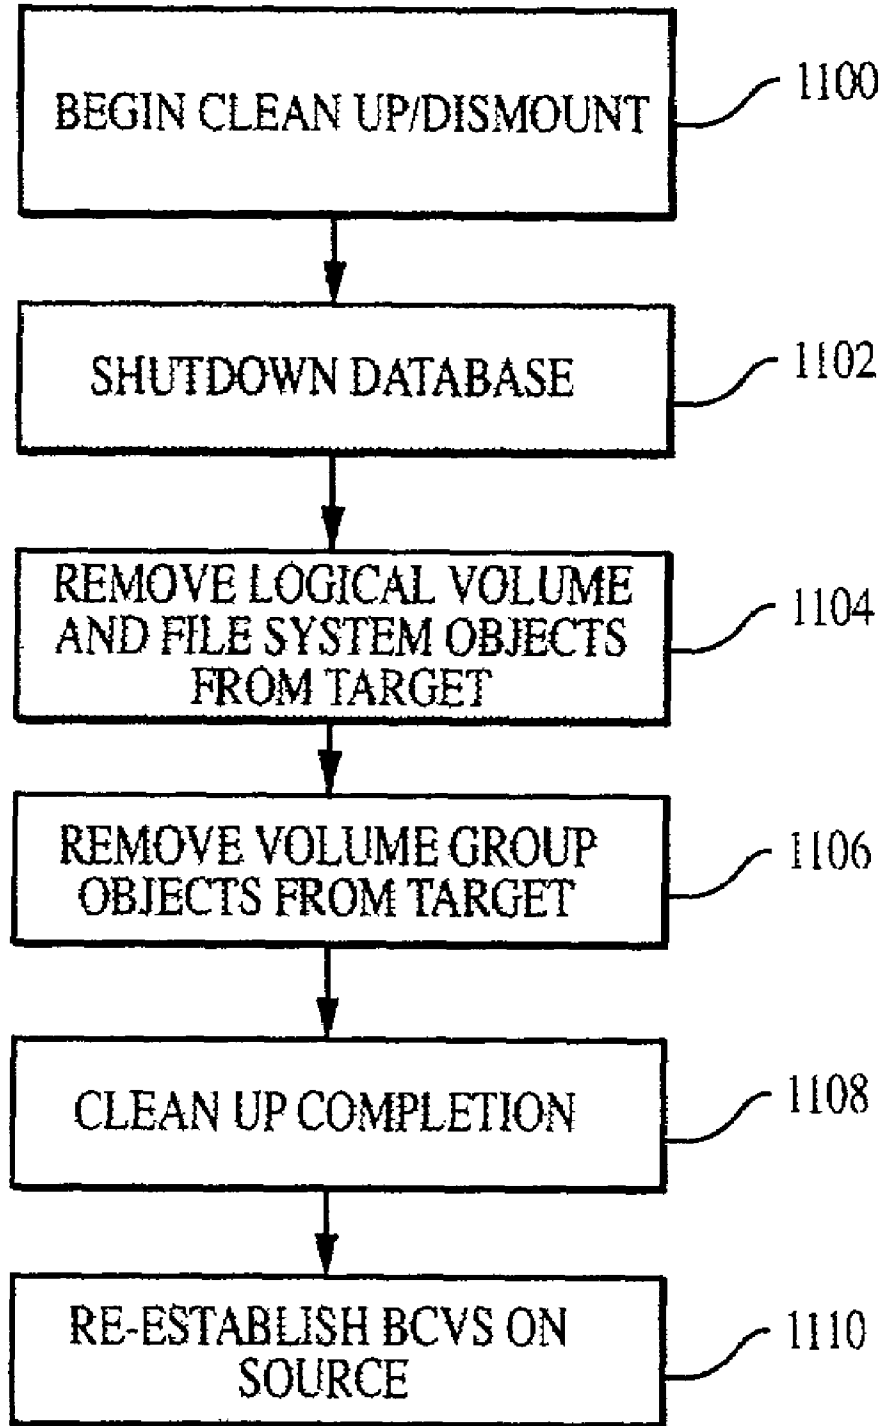 BEGIN CLEAN UP/DISMOUNT
1100
SHUTDOWN DATABASE
1102
REMOVE LOGICAL VOLUME
AND FILE SYSTEM OBJECTS
FROM TARGET
1104
REMOVE VOLUME GROUP
OBJECTS FROM TARGET
1106
CLEAN UP COMPLETION
1108
RE-ESTABLISH BCVS ON
SOURCE
1110